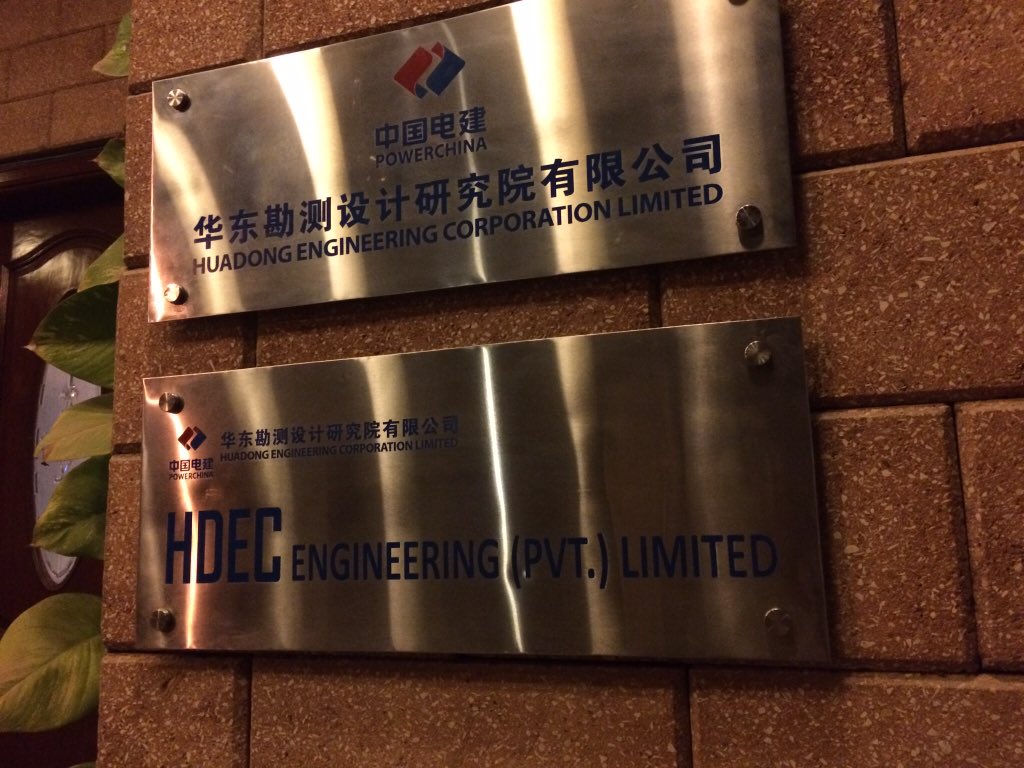 中国电建
POWERCHINA
华东勘测设计研究院有限公司
HUADONG ENGINEERING CORPORATION LIMITED
中国电建
POWERCHINA
华东勘测设计研究院有限公司
HUADONG ENGINEERING CORPORATION LIMITED
HDEC ENGINEERING (PVT.) LIMITED